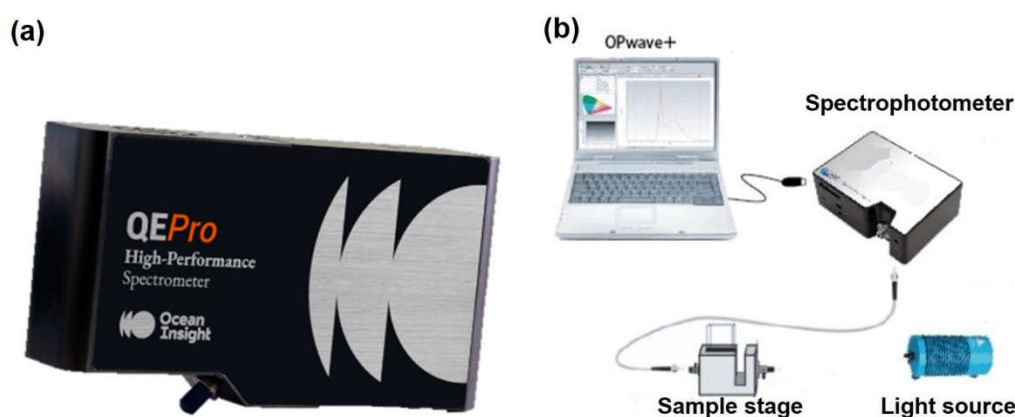 (a)
QEPro
High-Performance
Spectrometer
Ocean
Insight
(b)
OPwave+
Spectrophotometer
Sample stage
Light source